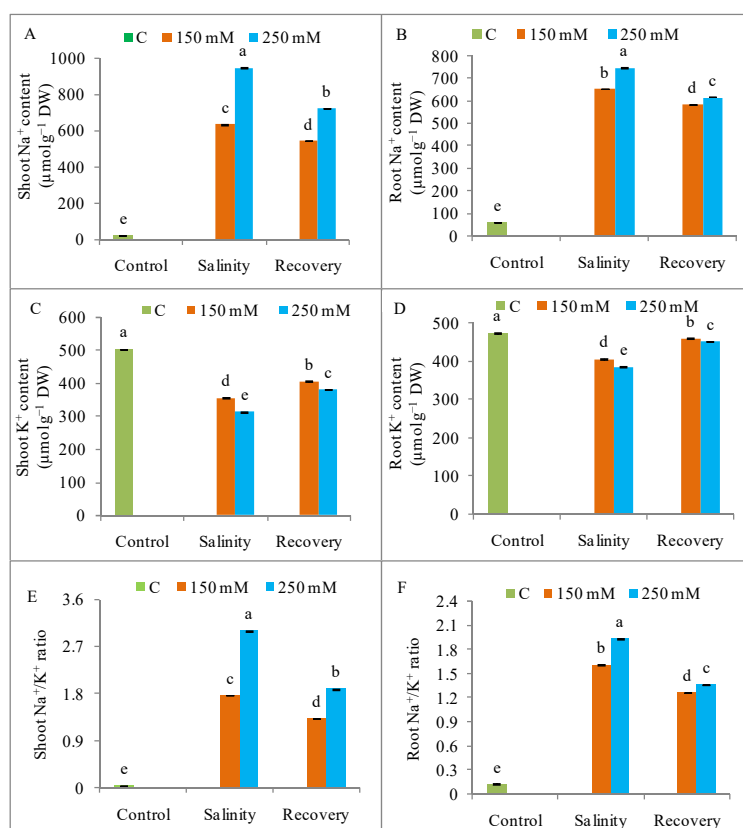 A
C 150 mM 250 mM
Shoot Na⁺ content
(µmolg⁻¹ DW)
1000
800
600
400
200
0
e
c
a
d
b
Control Salinity Recovery
B
C 150 mM 250 mM
Root Na⁺ content
(µmolg⁻¹ DW)
800
700
600
500
400
300
200
100
0
e
b
a
d
c
Control Salinity Recovery
C
C 150 mM 250 mM
Shoot K⁺ content
(µmolg⁻¹ DW)
600
500
400
300
200
100
0
a
d
e
b
c
Control Salinity Recovery
D
C 150 mM 250 mM
Root K⁺ content
(µmolg⁻¹ DW)
500
400
300
200
100
0
a
d
e
b
c
Control Salinity Recovery
E
C 150 mM 250 mM
Shoot Na⁺/K⁺ ratio
3.6
2.7
1.8
0.9
0
e
c
a
d
b
Control Salinity Recovery
F
C 150 mM 250 mM
Root Na⁺/K⁺ ratio
2.4
2.1
1.8
1.5
1.2
0.9
0.6
0.3
0
e
b
a
d
c
Control Salinity Recovery